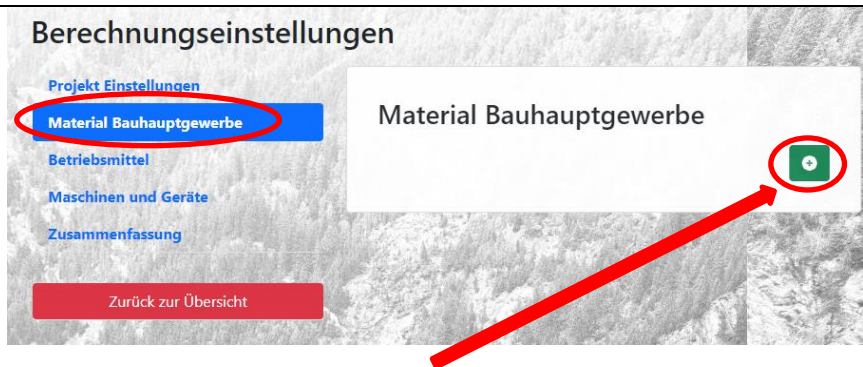 Berechnungseinstellungen
Projekt Einstellungen
Material Bauhauptgewerbe
Betriebsmittel
Maschinen und Geräte
Zusammenfassung
Zurück zur Übersicht
Material Bauhauptgewerbe